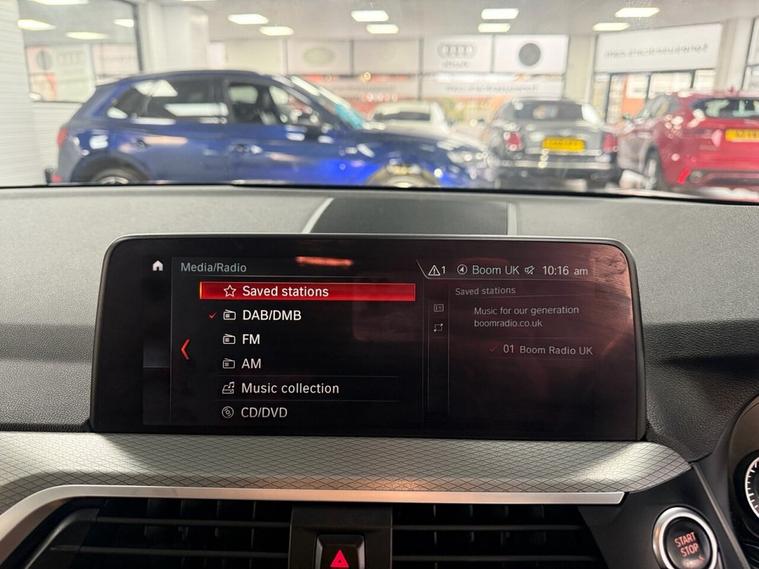 Media/Radio
1 Boom UK 10:16 am
Saved stations
DAB/DMB
FM
AM
Music collection
CD/DVD
Saved stations
Music for our generation
boomradio.co.uk
01 Boom Radio UK
START
STOP